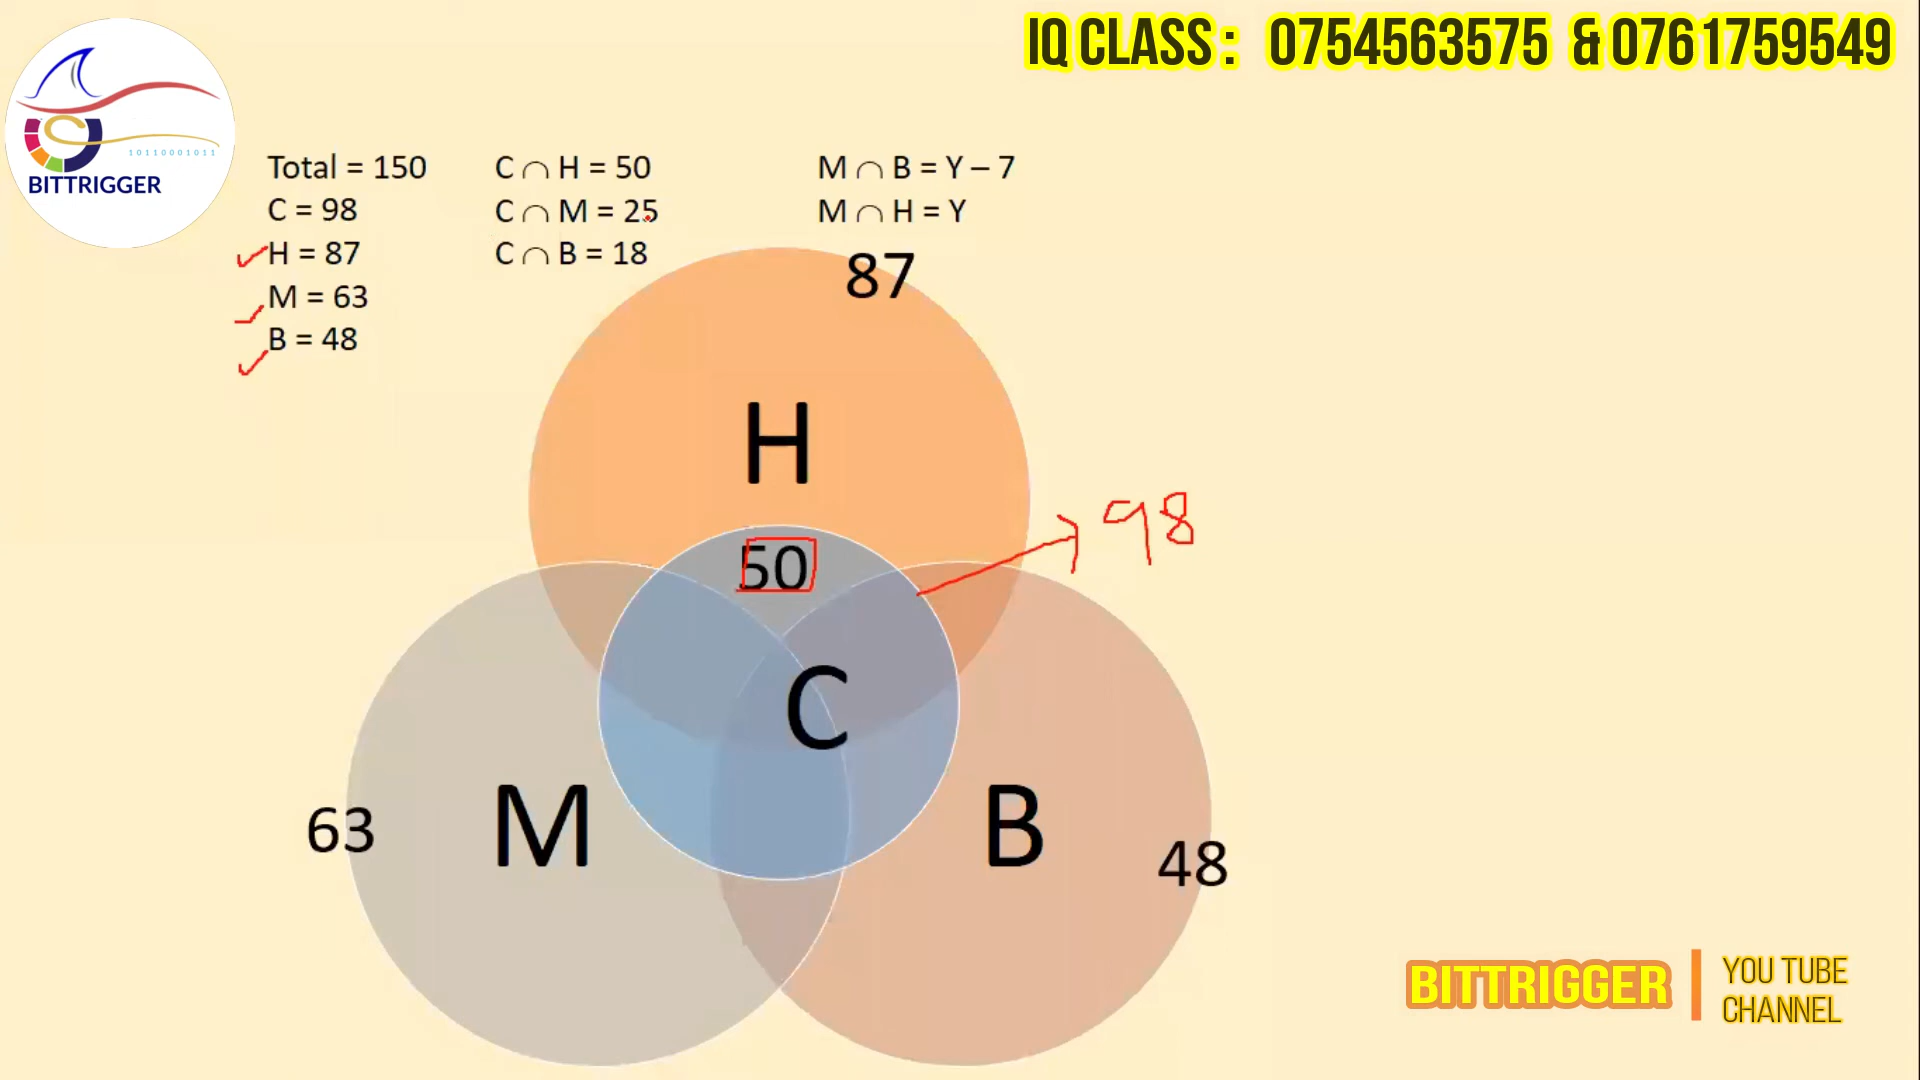 IQ CLASS : 0754563575 & 0761759549
10110001011
BITTRIGGER
Total = 150
C = 98
H = 87
M = 63
B = 48
C ∩ H = 50
C ∩ M = 25
C ∩ B = 18
M ∩ B = Y – 7
M ∩ H = Y
87
H
98
50
C
M
B
63
48
BITTRIGGER
YOU TUBE
CHANNEL